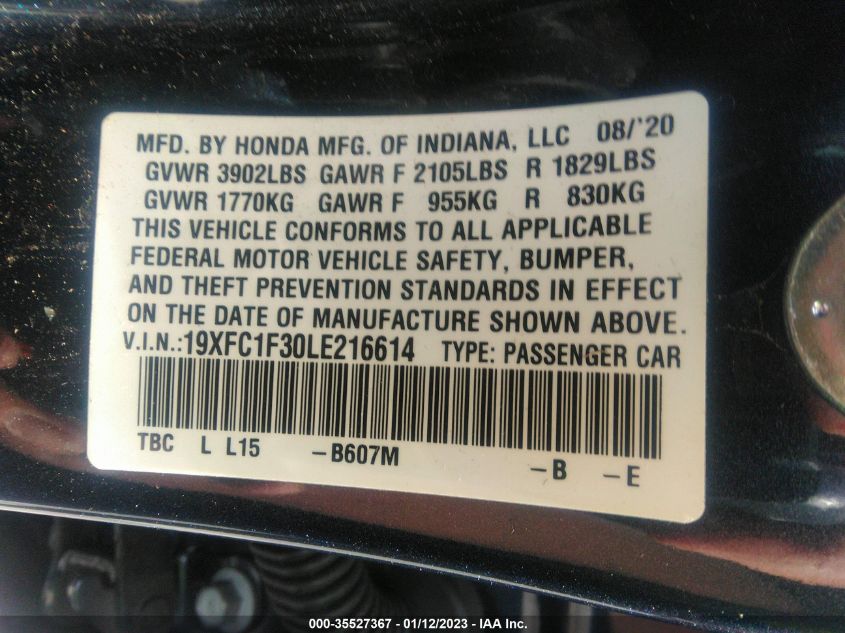 MFD. BY HONDA MFG. OF INDIANA, LLC 08/'20
GVWR 3902LBS GAWR F 2105LBS R 1829LBS
GVWR 1770KG GAWR F 955KG R 830KG
THIS VEHICLE CONFORMS TO ALL APPLICABLE
FEDERAL MOTOR VEHICLE SAFETY, BUMPER,
AND THEFT PREVENTION STANDARDS IN EFFECT
ON THE DATE OF MANUFACTURE SHOWN ABOVE.
V.I.N.:19XFC1F30LE216614 TYPE: PASSENGER CAR
TBC L L15 -B607M -B -E
000-35527367 - 01/12/2023 - IAA Inc.